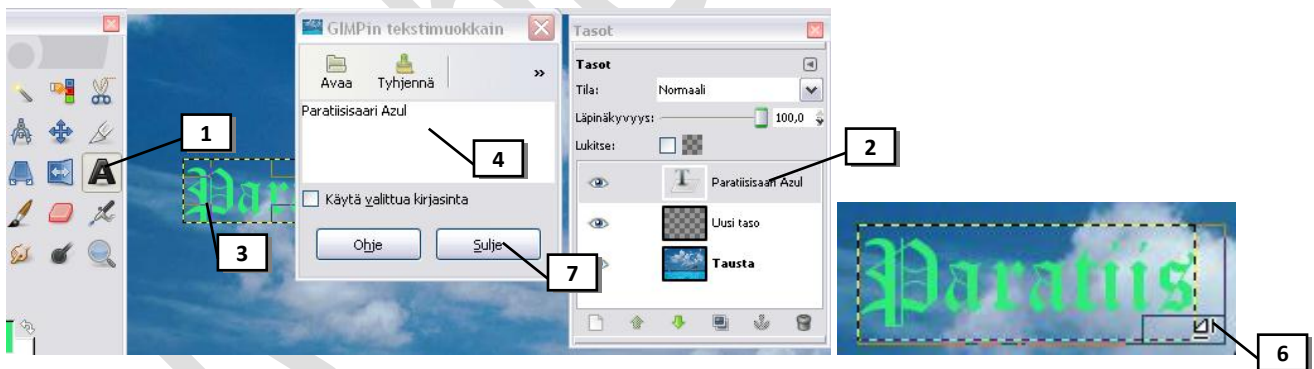 GIMPin tekstimuokkain
Avaa
Tyhjennä
»
Paratiisisaari Azul
Käytä valittua kirjasinta
Ohje
Sulje
Tasot
Tasot
Tila:
Normaali
Läpinäkyvyys:
100,0
Lukitse:
Paratiisisaari Azul
Uusi taso
Tausta
A
Par
Paratiis
1
2
3
4
7
6